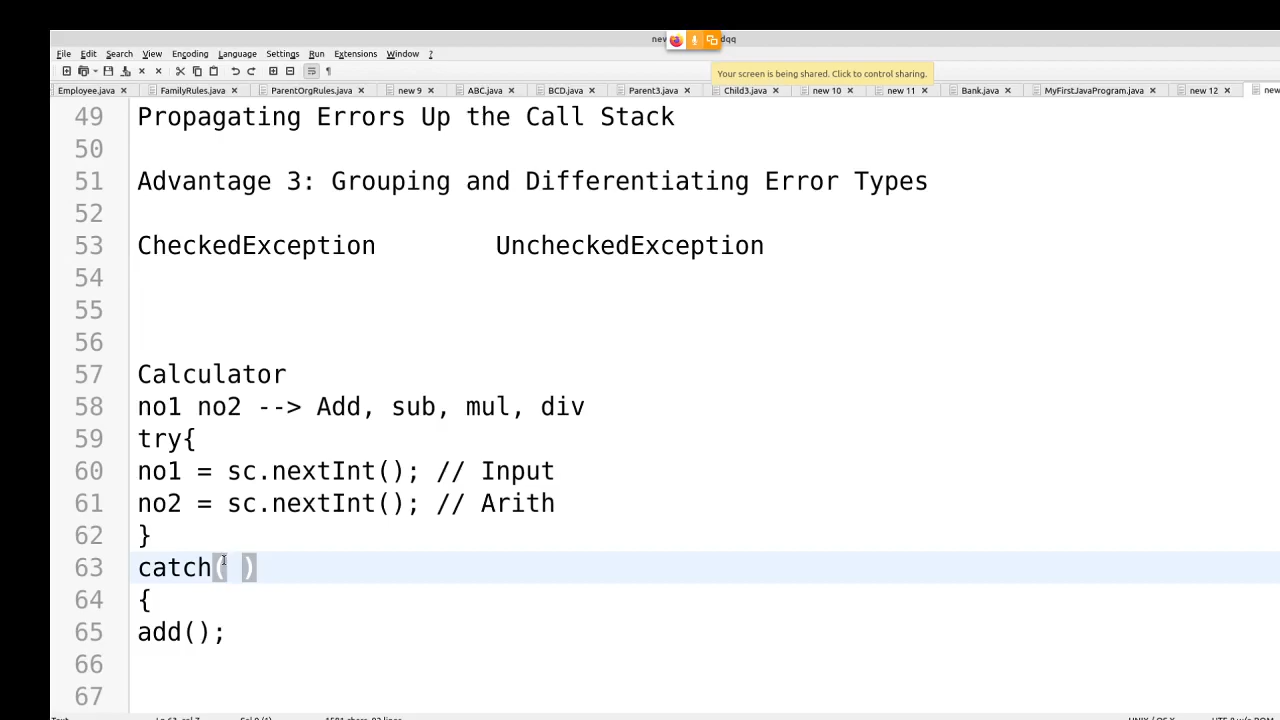 new dqq
File Edit Search View Encoding Language Settings Run Extensions Window ?
Your screen is being shared. Click to control sharing.
Employee.java FamilyRules.java ParentOrgRules.java new 9 ABC.java BCD.java Parent3.java Child3.java new 10 new 11 Bank.java MyFirstJavaProgram.java new 12 new
49 Propagating Errors Up the Call Stack
50
51 Advantage 3: Grouping and Differentiating Error Types
52
53 CheckedException UncheckedException
54
55
56
57 Calculator
58 no1 no2 --> Add, sub, mul, div
59 try{
60 no1 = sc.nextInt(); // Input
61 no2 = sc.nextInt(); // Arith
62 }
63 catch( )
64 {
65 add();
66
67